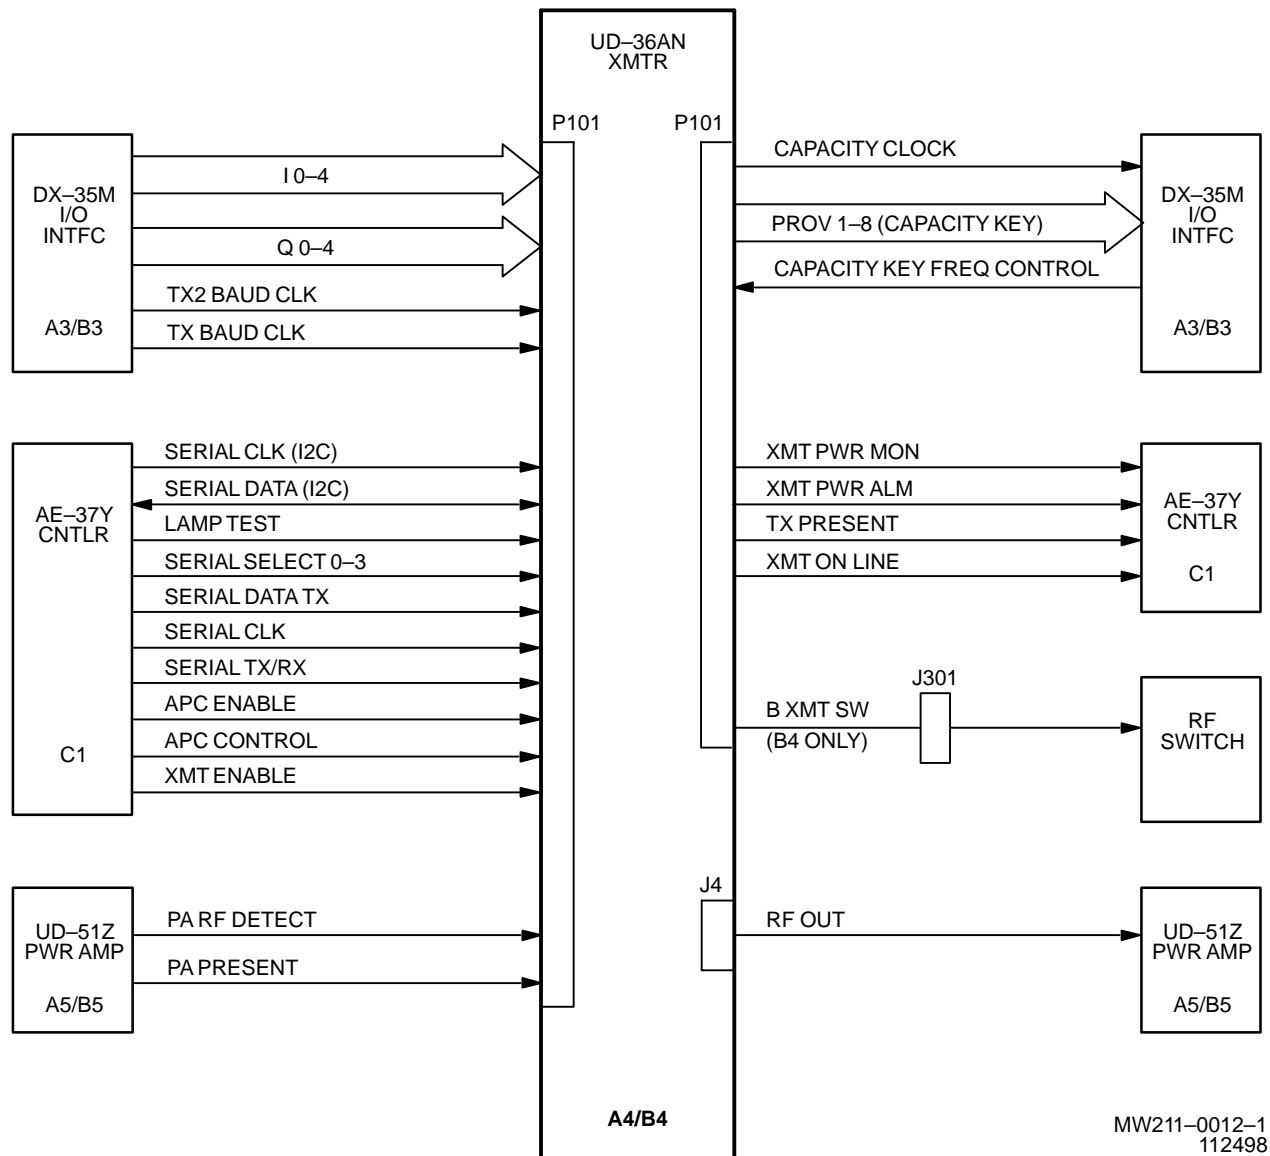 UD–36AN
XMTR
P101
P101
DX–35M
I/O
INTFC
A3/B3
I 0–4
Q 0–4
TX2 BAUD CLK
TX BAUD CLK
CAPACITY CLOCK
PROV 1–8 (CAPACITY KEY)
CAPACITY KEY FREQ CONTROL
DX–35M
I/O
INTFC
A3/B3
AE–37Y
CNTLR
C1
SERIAL CLK (I2C)
SERIAL DATA (I2C)
LAMP TEST
SERIAL SELECT 0–3
SERIAL DATA TX
SERIAL CLK
SERIAL TX/RX
APC ENABLE
APC CONTROL
XMT ENABLE
XMT PWR MON
XMT PWR ALM
TX PRESENT
XMT ON LINE
AE–37Y
CNTLR
C1
B XMT SW
(B4 ONLY)
J301
RF
SWITCH
UD–51Z
PWR AMP
A5/B5
PA RF DETECT
PA PRESENT
J4
RF OUT
UD–51Z
PWR AMP
A5/B5
A4/B4
MW211–0012–1
112498